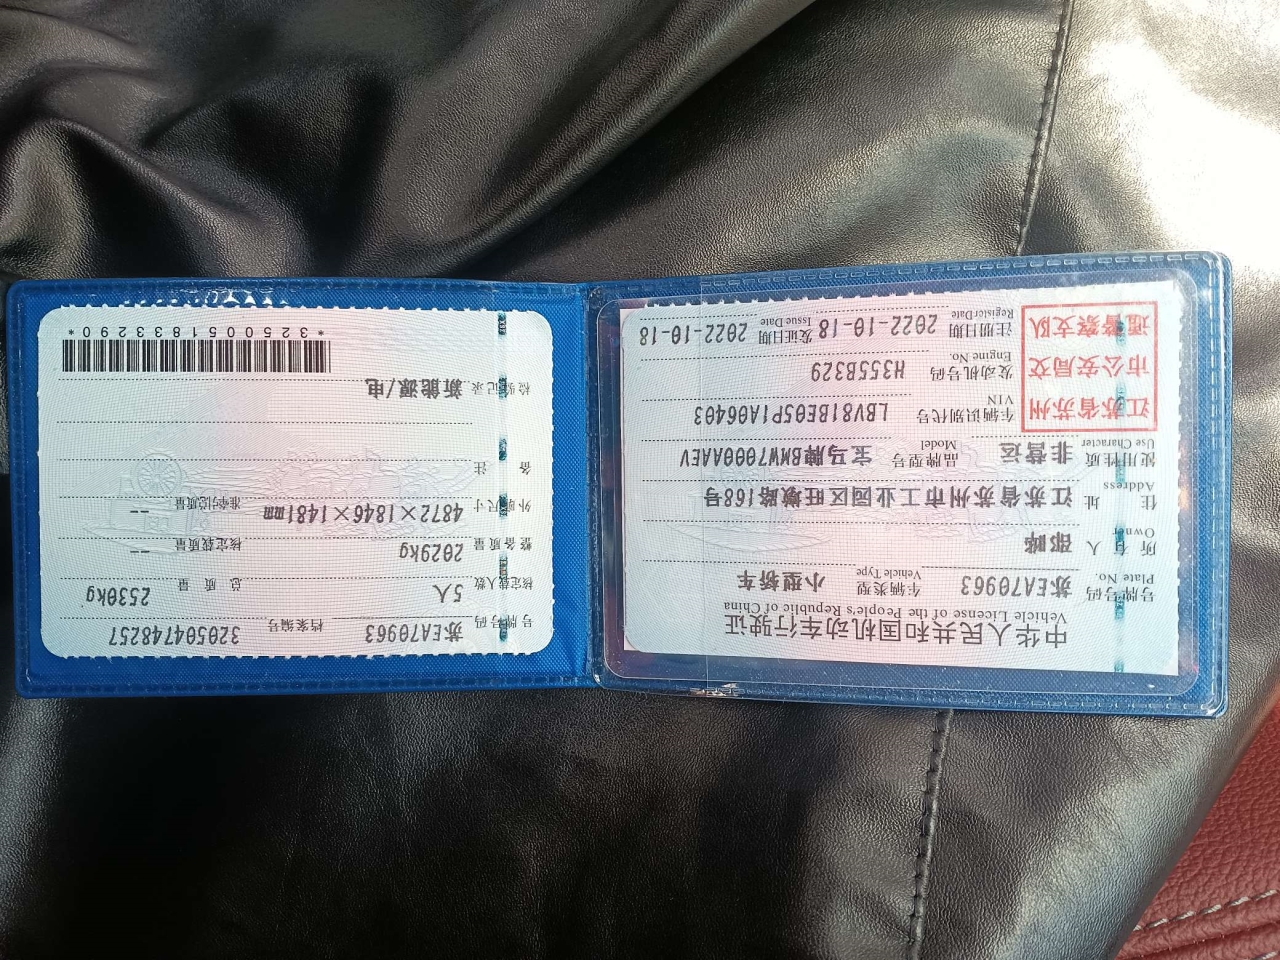 中华人民共和国机动车行驶证
Vehicle License of the People's Republic of China
号牌号码 苏EA70963 车辆类型 小型轿车
Plate No. Vehicle Type
所有人 邵晔
Owner
住址 江苏省苏州市工业园区旺墩路168号
Address
使用性质 非营运 品牌型号 宝马牌BMW7000AAEV
Use Character Model
江苏省苏州
市公安局交
通警察支队
车辆识别代号 LBV81BE05P1A06403
VIN
发动机号码 H355B329
Engine No.
注册日期 2022-10-18 发证日期 2022-10-18
Register Date Issue Date
号牌号码 苏EA70963 档案编号 320504748257
核定载人数 5人 总质量 2530kg
整备质量 2029kg 核定载质量 --
外廓尺寸 4872×1846×1481mm 准牵引总质量 --
备注
检验记录 新能源/电
*3250051833290*